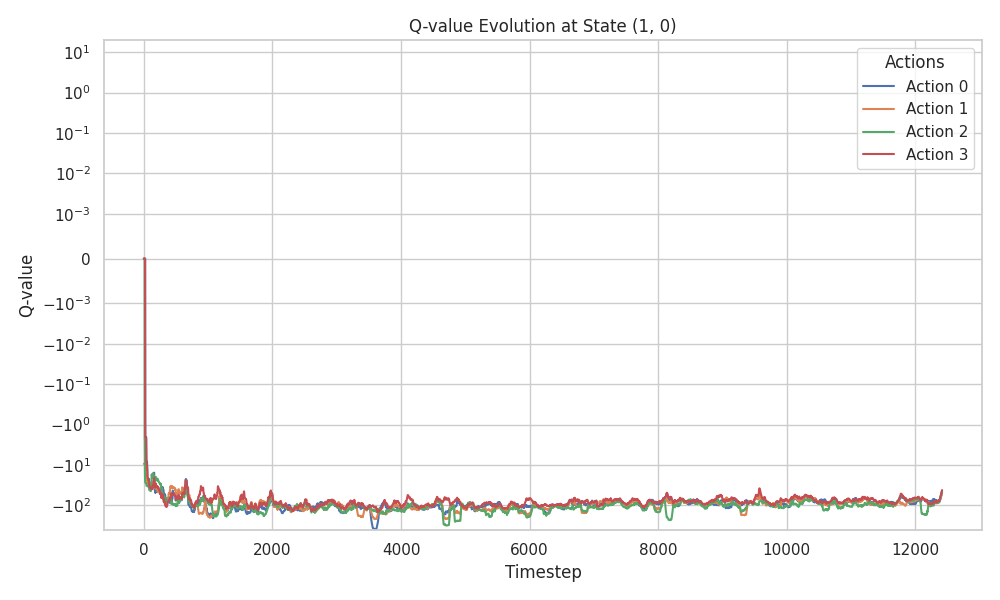 Q-value Evolution at State (1, 0)
Actions
Action 0
Action 1
Action 2
Action 3
Q-value
10¹
10⁰
10⁻¹
10⁻²
10⁻³
0
−10⁻³
−10⁻²
−10⁻¹
−10⁰
−10¹
−10²
0 2000 4000 6000 8000 10000 12000
Timestep